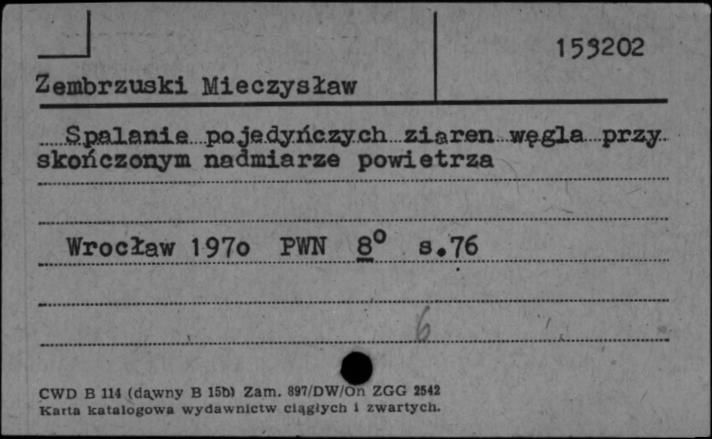 153202
Zembrzuski Mieczysław
Spalanie pojedyńczych ziaren węgla przy
skończonym nadmiarze powietrza
Wrocław 1970 PWN 8° s.76
6
CWD B 114 (dawny B 15b) Zam. 897/DW/On ZGG 2542
Karta katalogowa wydawnictw ciągłych i zwartych.